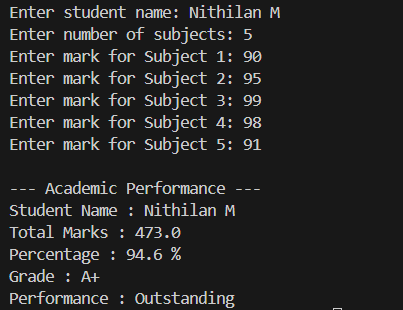 Enter student name: Nithilan M
Enter number of subjects: 5
Enter mark for Subject 1: 90
Enter mark for Subject 2: 95
Enter mark for Subject 3: 99
Enter mark for Subject 4: 98
Enter mark for Subject 5: 91
--- Academic Performance ---
Student Name : Nithilan M
Total Marks : 473.0
Percentage : 94.6 %
Grade : A+
Performance : Outstanding